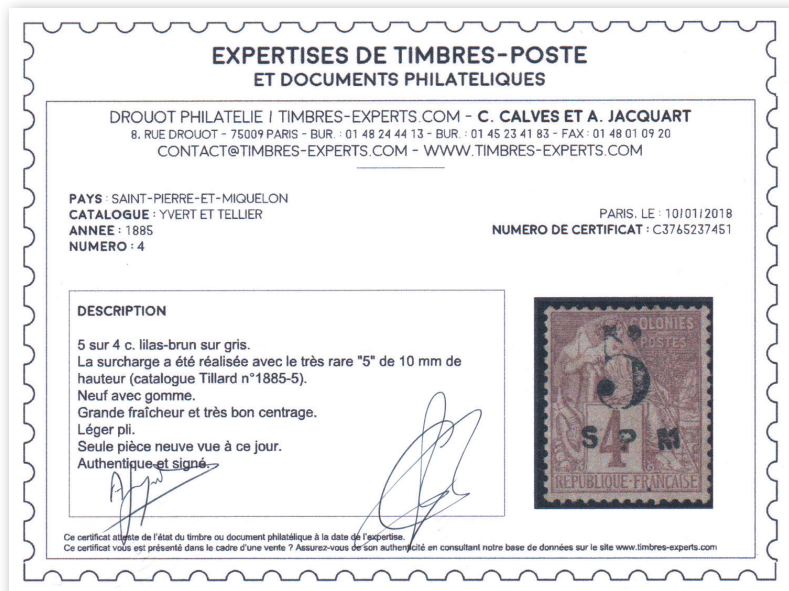 EXPERTISES DE TIMBRES-POSTE
ET DOCUMENTS PHILATELIQUES
DROUOT PHILATELIE I TIMBRES-EXPERTS.COM - C. CALVES ET A. JACQUART
8, RUE DROUOT - 75009 PARIS - BUR. : 01 48 24 44 13 - BUR. : 01 45 23 41 83 - FAX : 01 48 01 09 20
CONTACT@TIMBRES-EXPERTS.COM - WWW.TIMBRES-EXPERTS.COM
PAYS : SAINT-PIERRE-ET-MIQUELON
CATALOGUE : YVERT ET TELLIER
ANNEE : 1885
NUMERO : 4
PARIS, LE : 10/01/2018
NUMERO DE CERTIFICAT : C3765237451
DESCRIPTION
5 sur 4 c. lilas-brun sur gris.
La surcharge a été réalisée avec le très rare "5" de 10 mm de
hauteur (catalogue Tillard n°1885-5).
Neuf avec gomme.
Grande fraîcheur et très bon centrage.
Léger pli.
Seule pièce neuve vue à ce jour.
Authentique et signé.
COLONIES
POSTES
5
4
S P M
REPUBLIQUE FRANÇAISE
Ce certificat atteste de l'état du timbre ou document philatélique à la date de l'expertise.
Ce certificat vous est présenté dans le cadre d'une vente ? Assurez-vous de son authenticité en consultant notre base de données sur le site www.timbres-experts.com